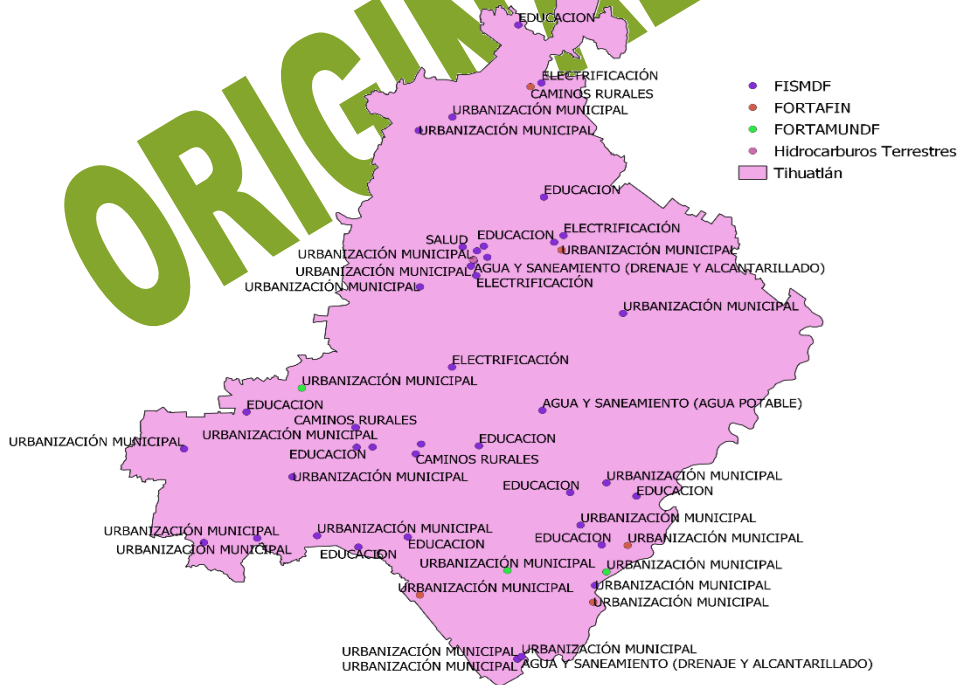 EDUCACION
ELECTRIFICACIÓN
CAMINOS RURALES
URBANIZACIÓN MUNICIPAL
URBANIZACIÓN MUNICIPAL
FISMDF
FORTAFIN
FORTAMUNDF
Hidrocarburos Terrestres
Tihuatlán
EDUCACION
ELECTRIFICACIÓN
EDUCACION
SALUD
URBANIZACIÓN MUNICIPAL
URBANIZACIÓN MUNICIPAL
AGUA Y SANEAMIENTO (DRENAJE Y ALCANTARILLADO)
URBANIZACIÓN MUNICIPAL
ELECTRIFICACIÓN
URBANIZACIÓN MUNICIPAL
URBANIZACIÓN MUNICIPAL
ELECTRIFICACIÓN
URBANIZACIÓN MUNICIPAL
EDUCACION
AGUA Y SANEAMIENTO (AGUA POTABLE)
CAMINOS RURALES
URBANIZACIÓN MUNICIPAL
URBANIZACIÓN MUNICIPAL
EDUCACION
EDUCACION
CAMINOS RURALES
URBANIZACIÓN MUNICIPAL
URBANIZACIÓN MUNICIPAL
EDUCACION
EDUCACION
URBANIZACIÓN MUNICIPAL
URBANIZACIÓN MUNICIPAL
URBANIZACIÓN MUNICIPAL
URBANIZACIÓN MUNICIPAL
EDUCACION
EDUCACION
EDUCACION
URBANIZACIÓN MUNICIPAL
URBANIZACIÓN MUNICIPAL
URBANIZACIÓN MUNICIPAL
URBANIZACIÓN MUNICIPAL
URBANIZACIÓN MUNICIPAL
URBANIZACIÓN MUNICIPAL
URBANIZACIÓN MUNICIPAL
URBANIZACIÓN MUNICIPAL
URBANIZACIÓN MUNICIPAL
AGUA Y SANEAMIENTO (DRENAJE Y ALCANTARILLADO)